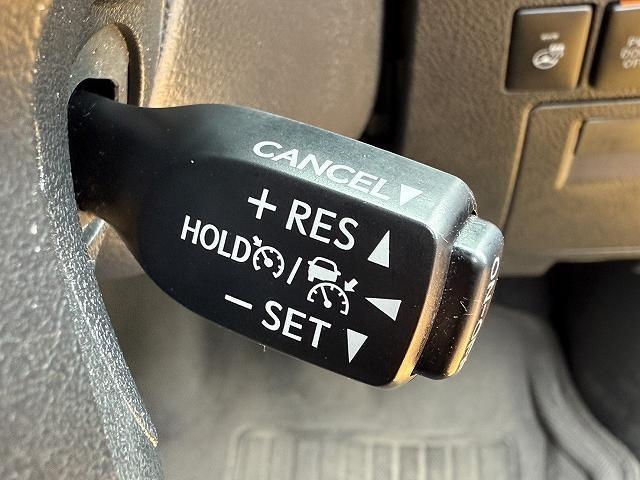 CANCEL▼
+ RES ▲
HOLD /
− SET ▼